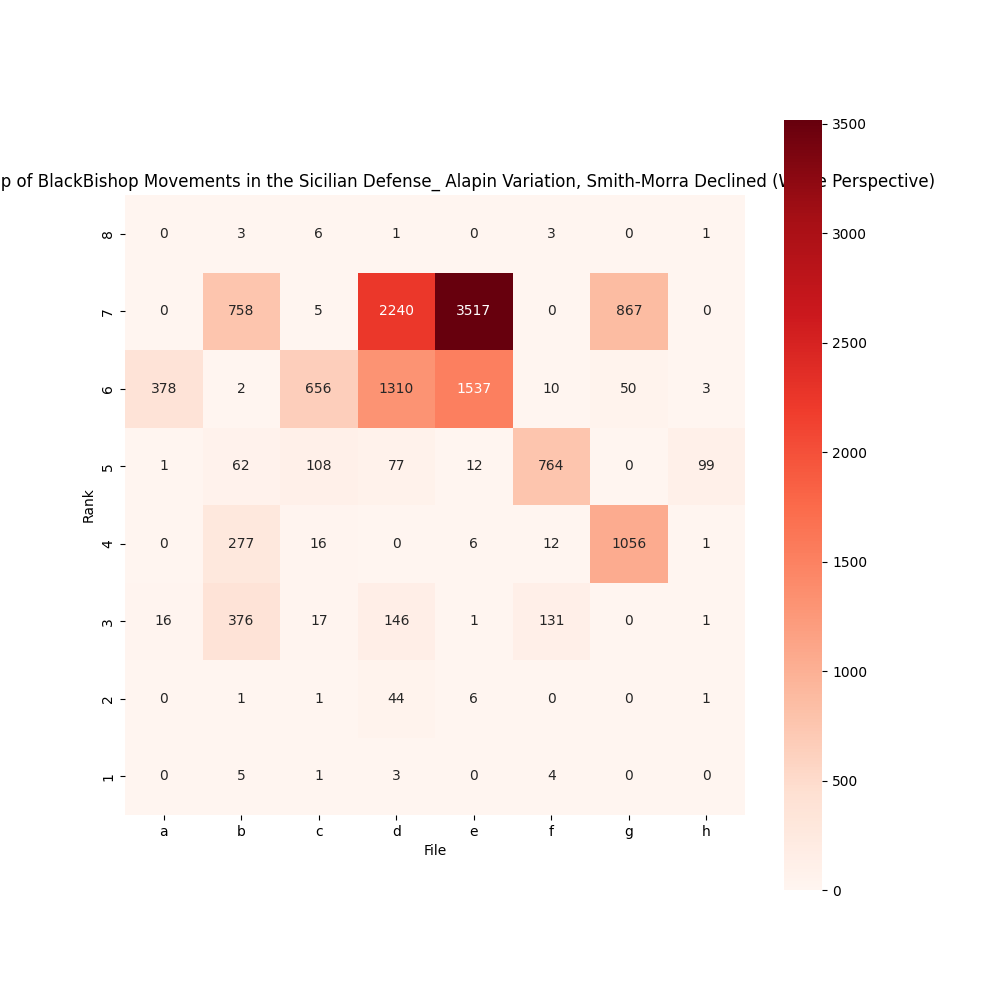 p of BlackBishop Movements in the Sicilian Defense_ Alapin Variation, Smith-Morra Declined (W e Perspective)
3500
3000
2500
2000
1500
1000
500
0
Rank
8 0 3 6 1 0 3 0 1
7 0 758 5 2240 3517 0 867 0
6 378 2 656 1310 1537 10 50 3
5 1 62 108 77 12 764 0 99
4 0 277 16 0 6 12 1056 1
3 16 376 17 146 1 131 0 1
2 0 1 1 44 6 0 0 1
1 0 5 1 3 0 4 0 0
a b c d e f g h
File